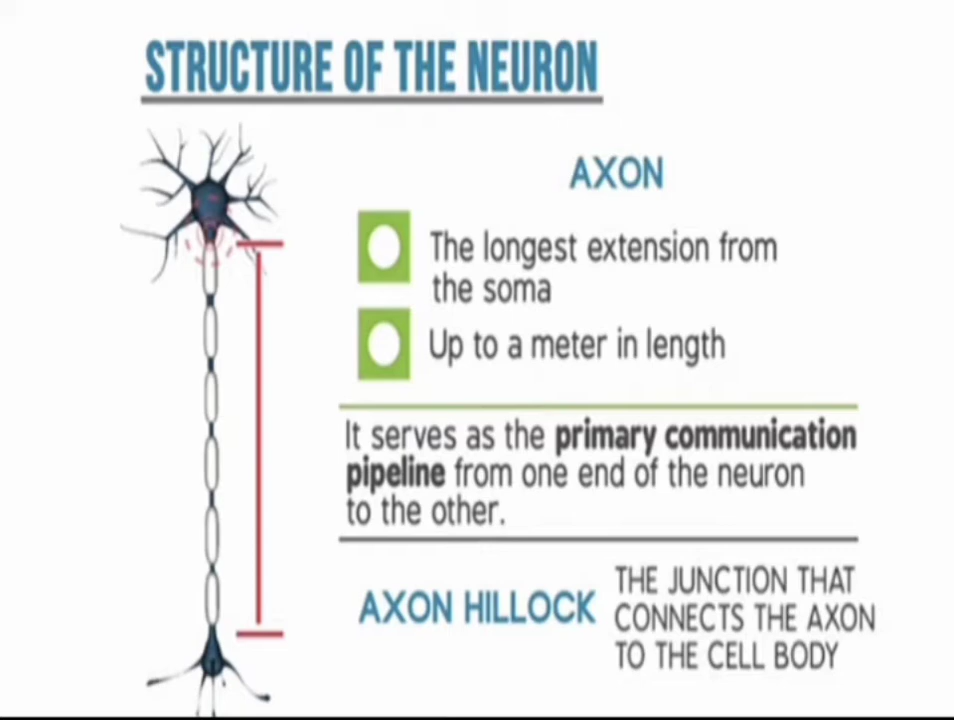 STRUCTURE OF THE NEURON
AXON
The longest extension from
the soma
Up to a meter in length
It serves as the primary communication
pipeline from one end of the neuron
to the other.
AXON HILLOCK
THE JUNCTION THAT
CONNECTS THE AXON
TO THE CELL BODY